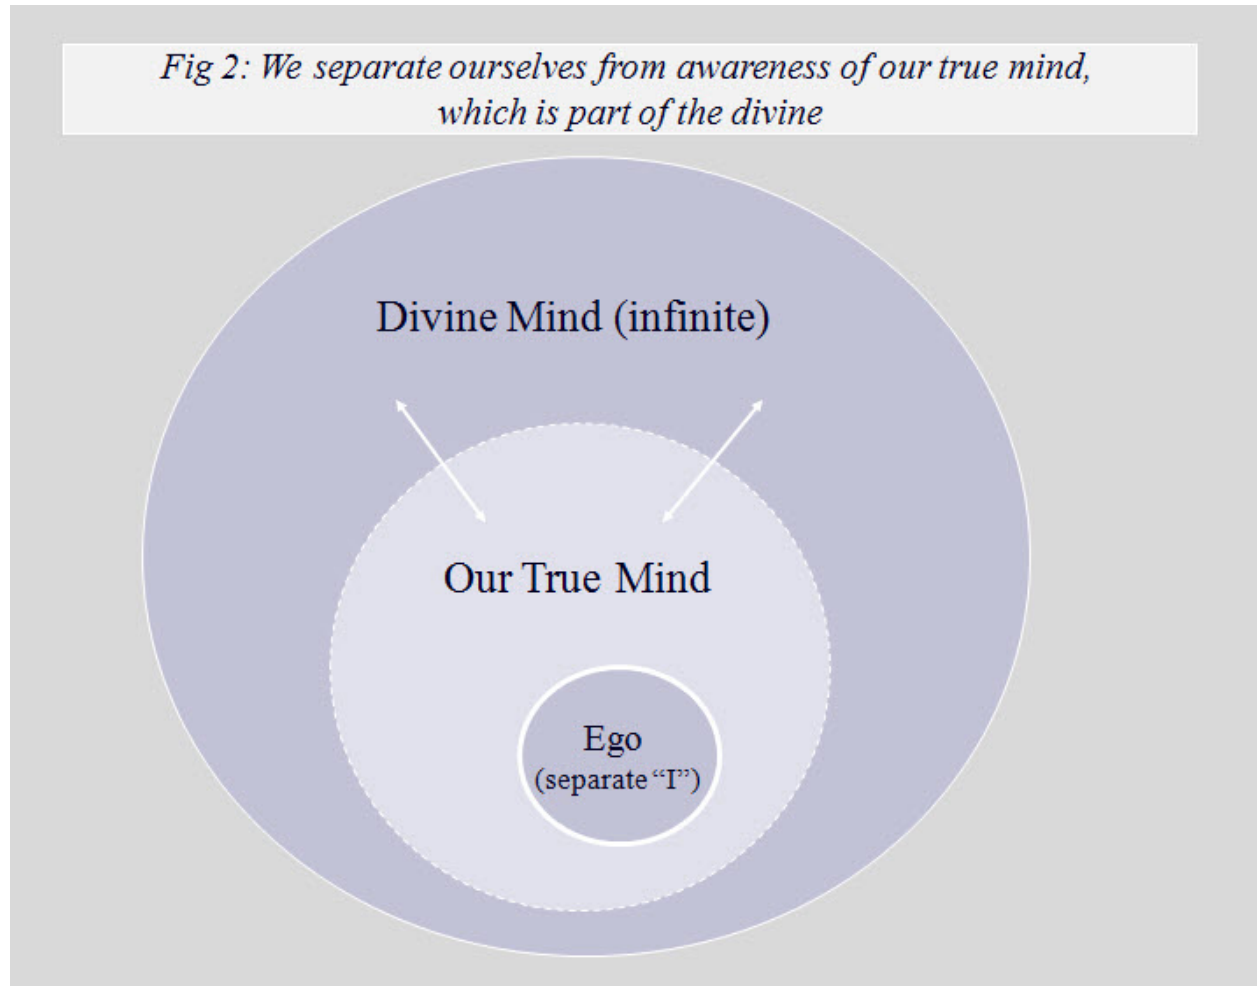 Fig 2: We separate ourselves from awareness of our true mind,
which is part of the divine
Divine Mind (infinite)
Our True Mind
Ego
(separate “I”)